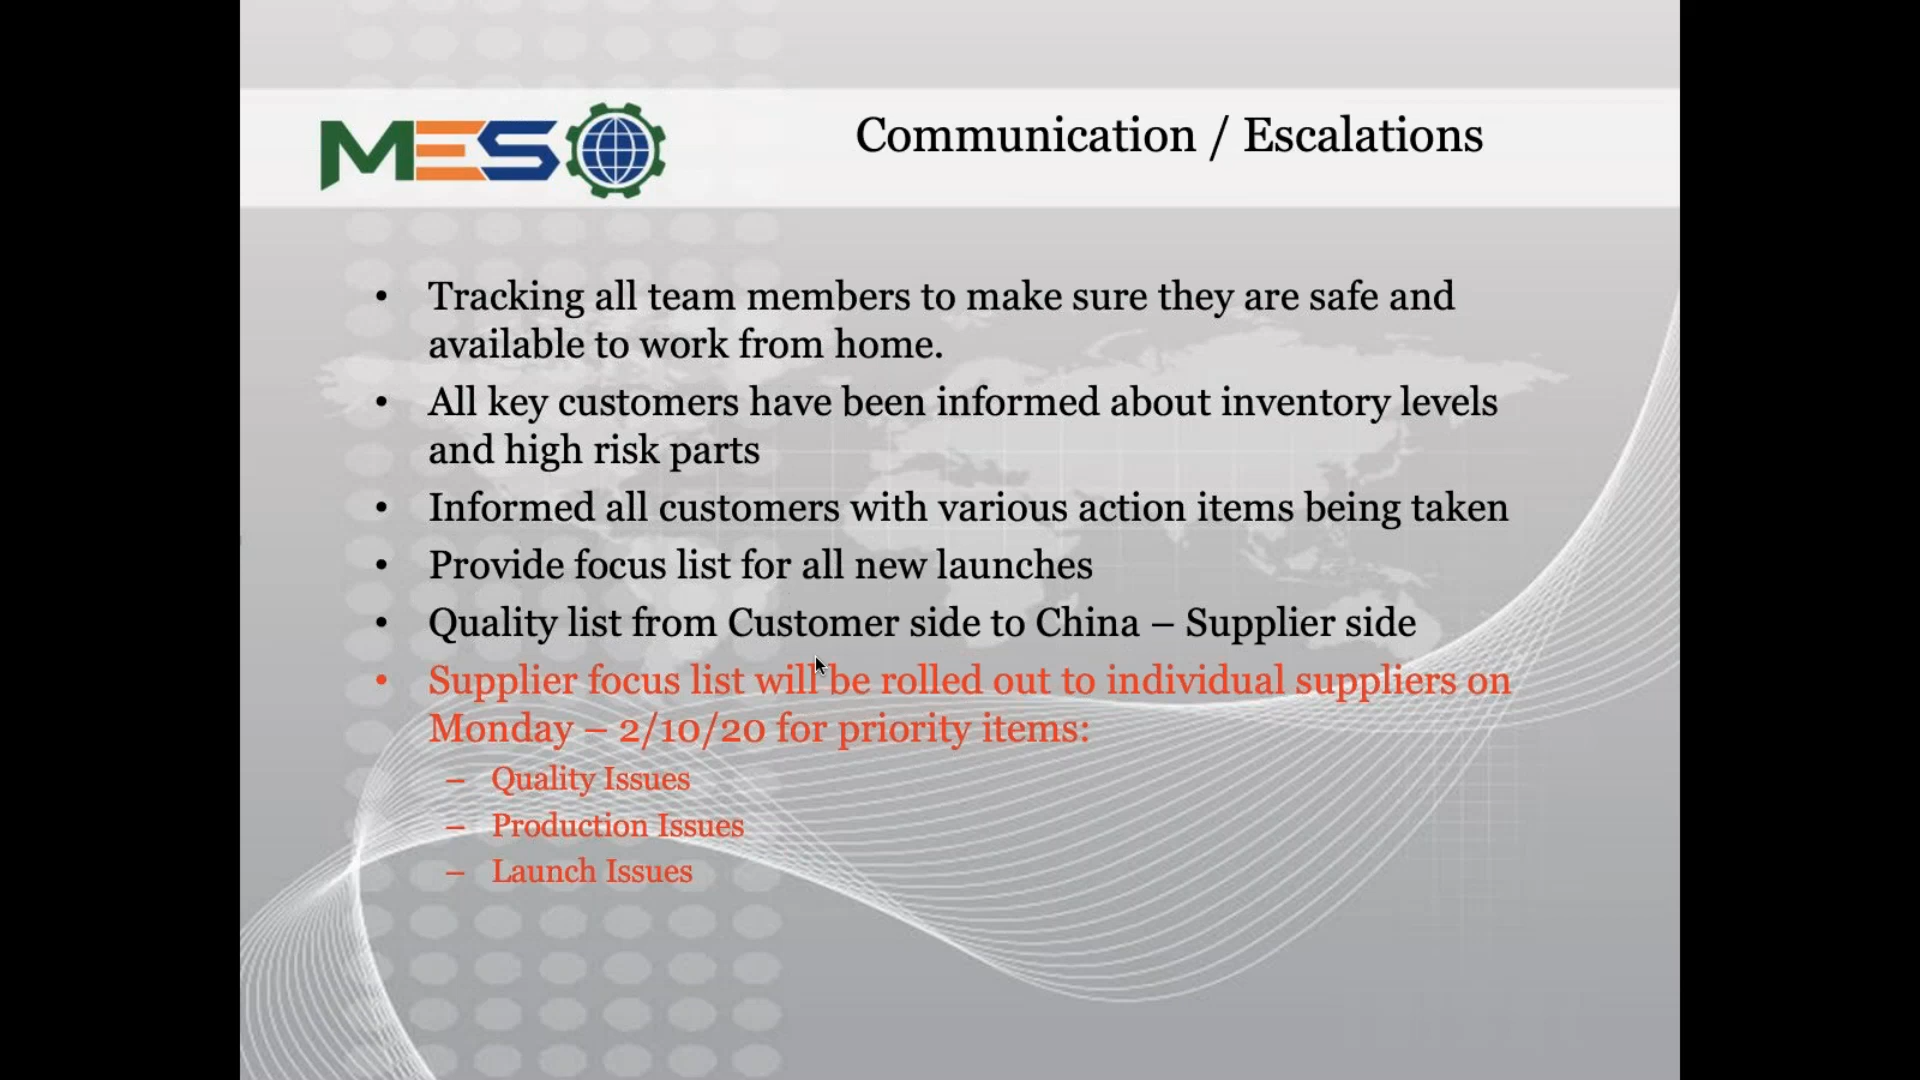 MES
Communication / Escalations
• Tracking all team members to make sure they are safe and
available to work from home.
• All key customers have been informed about inventory levels
and high risk parts
• Informed all customers with various action items being taken
• Provide focus list for all new launches
• Quality list from Customer side to China – Supplier side
• Supplier focus list will be rolled out to individual suppliers on
Monday – 2/10/20 for priority items:
– Quality Issues
– Production Issues
– Launch Issues